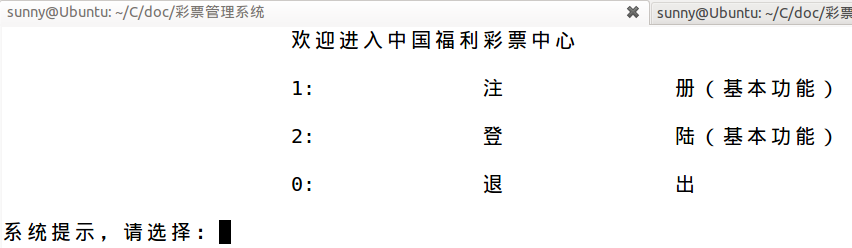 sunny@Ubuntu: ~/C/doc/彩票管理系统 sunny@Ubuntu: ~/C/doc/彩票
欢迎进入中国福利彩票中心
1: 注 册(基本功能)
2: 登 陆(基本功能)
0: 退 出
系统提示，请选择：